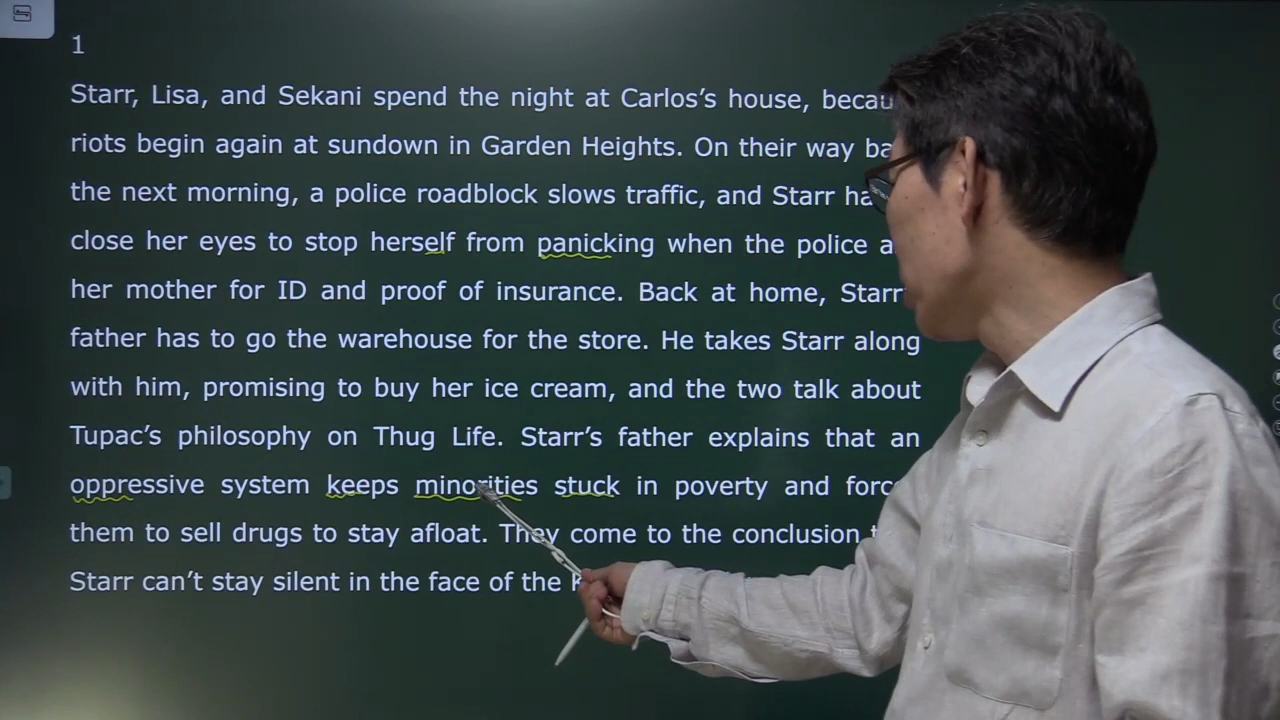 1
Starr, Lisa, and Sekani spend the night at Carlos’s house,
riots begin again at sundown in Garden Heights. On their way
the next morning, a police roadblock slows traffic, and Starr
close her eyes to stop herself from panicking when the police
her mother for ID and proof of insurance. Back at home,
father has to go the warehouse for the store. He takes Starr along
with him, promising to buy her ice cream, and the two talk about
Tupac’s philosophy on Thug Life. Starr’s father explains that an
oppressive system keeps minorities stuck in poverty and
them to sell drugs to stay afloat. They come to the conclusion
Starr can’t stay silent in the face of the